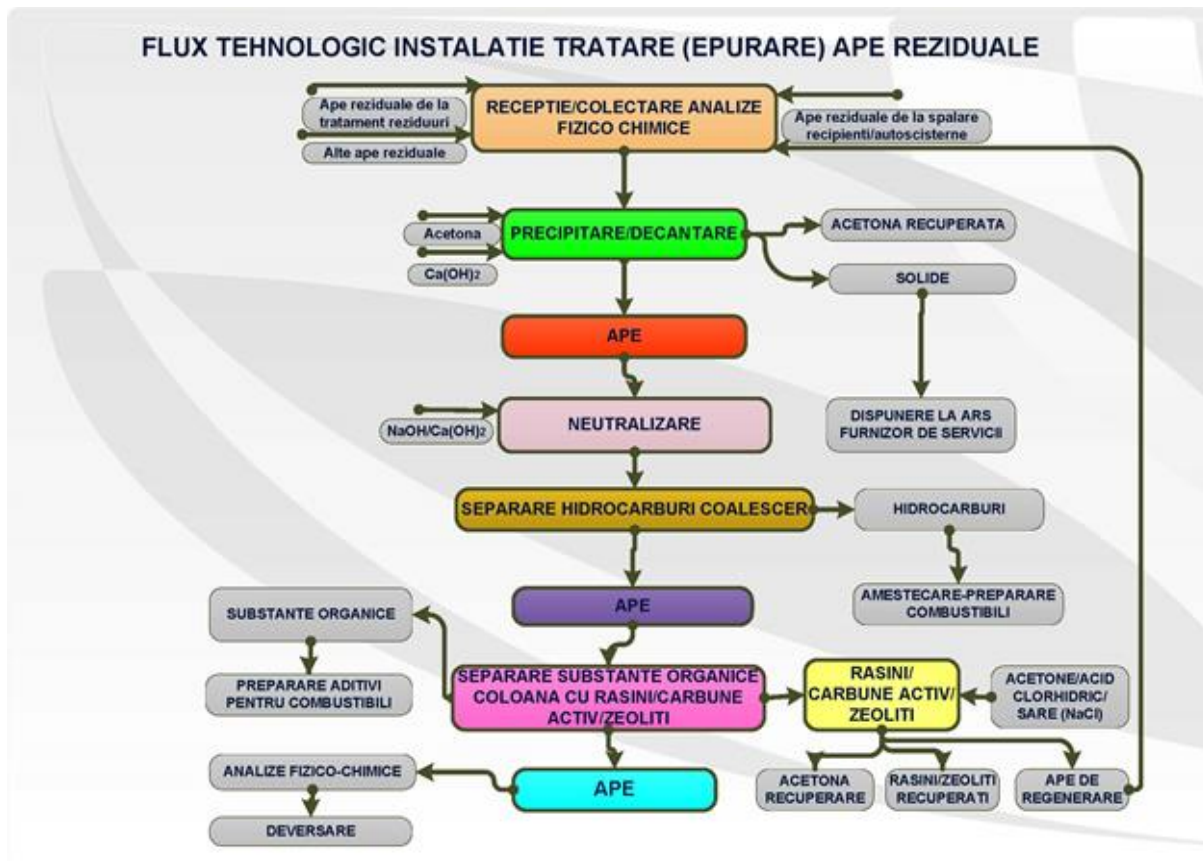 FLUX TEHNOLOGIC INSTALATIE TRATARE (EPURARE) APE REZIDUALE
Ape reziduale de la
tratament reziduuri
Alte ape reziduale
RECEPTIE/COLECTARE ANALIZE
FIZICO CHIMICE
Ape reziduale de la spalare
recipienti/autoscisterne
Acetona
Ca(OH)2
PRECIPITARE/DECANTARE
ACETONA RECUPERATA
SOLIDE
APE
NaOH/Ca(OH)2
NEUTRALIZARE
DISPUNERE LA ARS
FURNIZOR DE SERVICII
SEPARARE HIDROCARBURI COALESCER
HIDROCARBURI
AMESTECARE-PREPARARE
COMBUSTIBILI
APE
SUBSTANTE ORGANICE
PREPARARE ADITIVI
PENTRU COMBUSTIBILI
SEPARARE SUBSTANTE ORGANICE
COLOANA CU RASINI/CARBUNE
ACTIV/ZEOLITI
RASINI/
CARBUNE ACTIV/
ZEOLITI
ACETONE/ACID
CLORHIDRIC/
SARE (NaCl)
ANALIZE FIZICO-CHIMICE
DEVERSARE
APE
ACETONA
RECUPERARE
RASINI/ZEOLITI
RECUPERATI
APE DE
REGENERARE